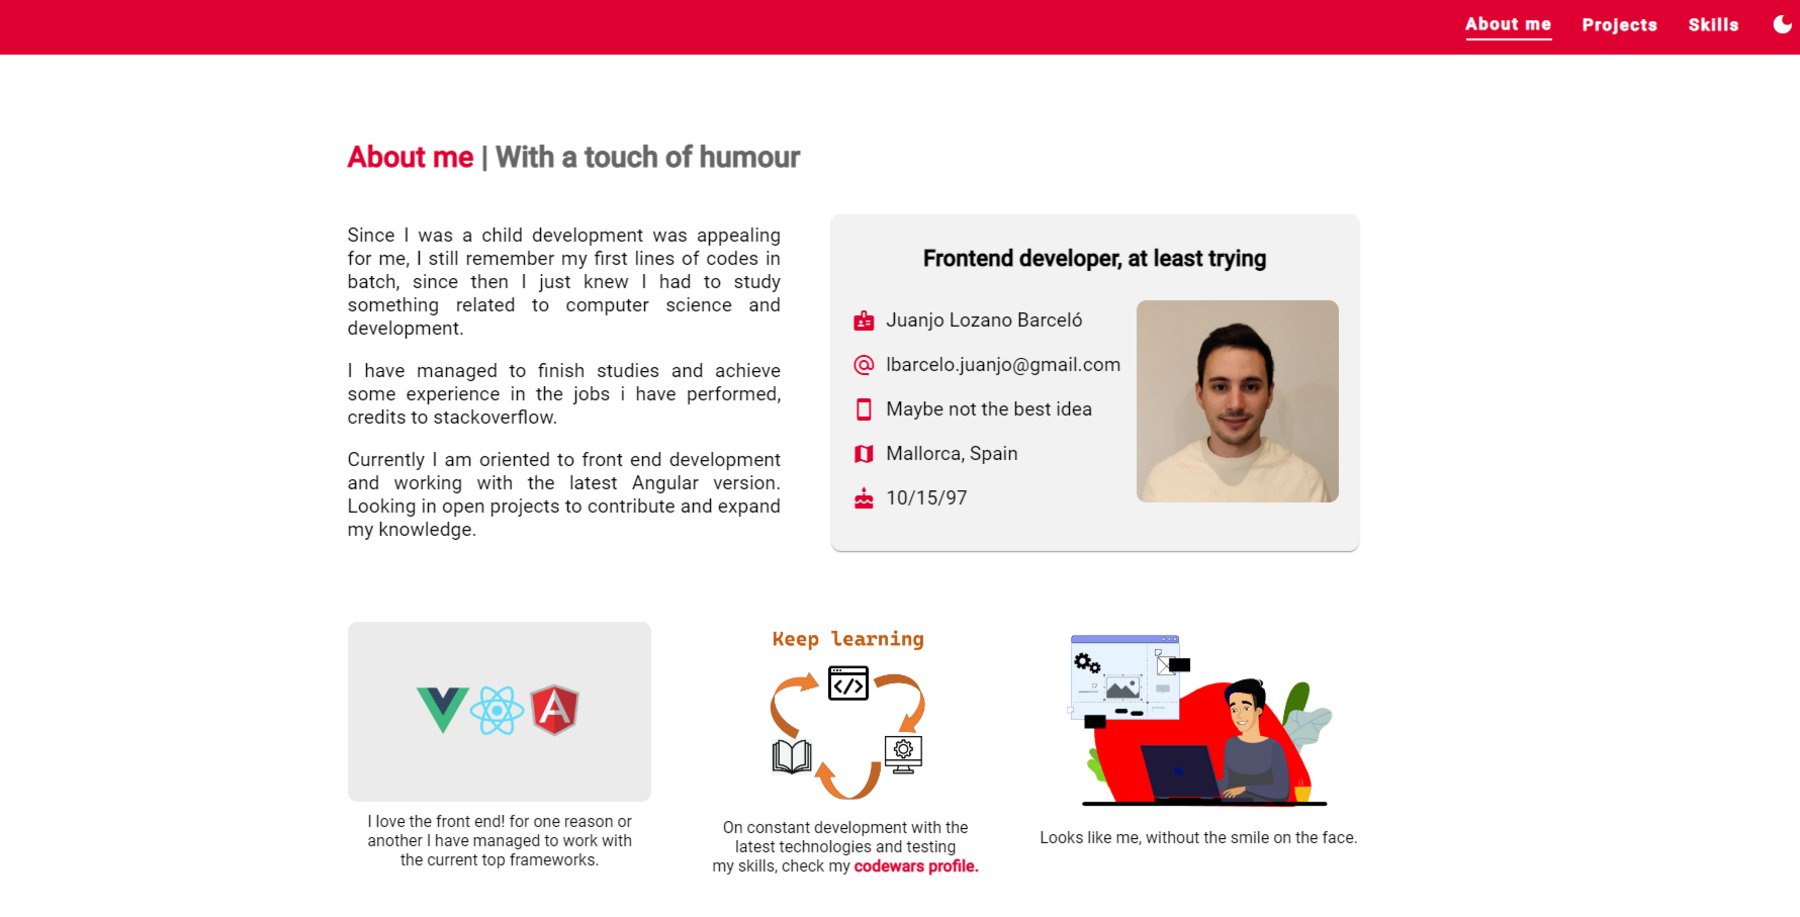 About me
Projects
Skills
About me | With a touch of humour
Since I was a child development was appealing
for me, I still remember my first lines of codes in
batch, since then I just knew I had to study
something related to computer science and
development.
I have managed to finish studies and achieve
some experience in the jobs i have performed,
credits to stackoverflow.
Currently I am oriented to front end development
and working with the latest Angular version.
Looking in open projects to contribute and expand
my knowledge.
Frontend developer, at least trying
Juanjo Lozano Barceló
lbarcelo.juanjo@gmail.com
Maybe not the best idea
Mallorca, Spain
10/15/97
I love the front end! for one reason or
another I have managed to work with
the current top frameworks.
Keep learning
On constant development with the
latest technologies and testing
my skills, check my codewars profile.
Looks like me, without the smile on the face.